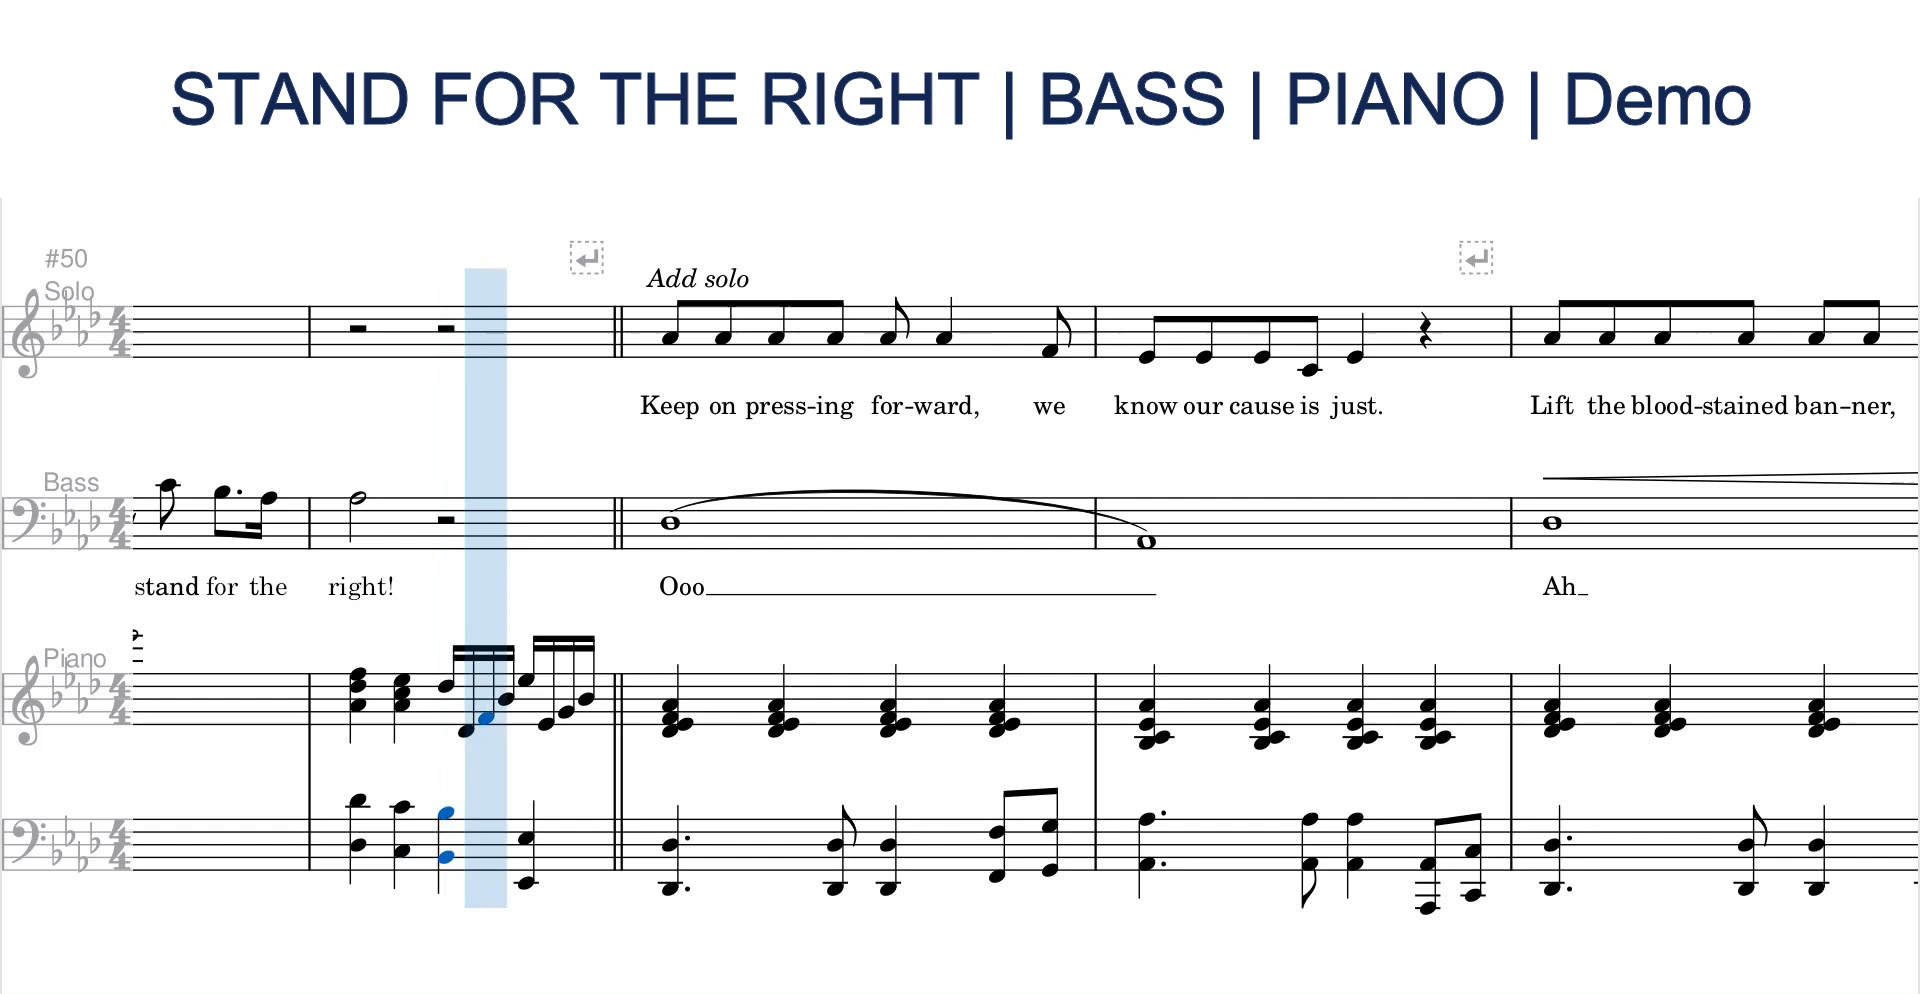 STAND FOR THE RIGHT | BASS | PIANO | Demo
#50
Solo
Add solo
Keep on press-ing for-ward, we know our cause is just. Lift the blood-stained ban-ner,
Bass
stand for the right! Ooo Ah
Piano